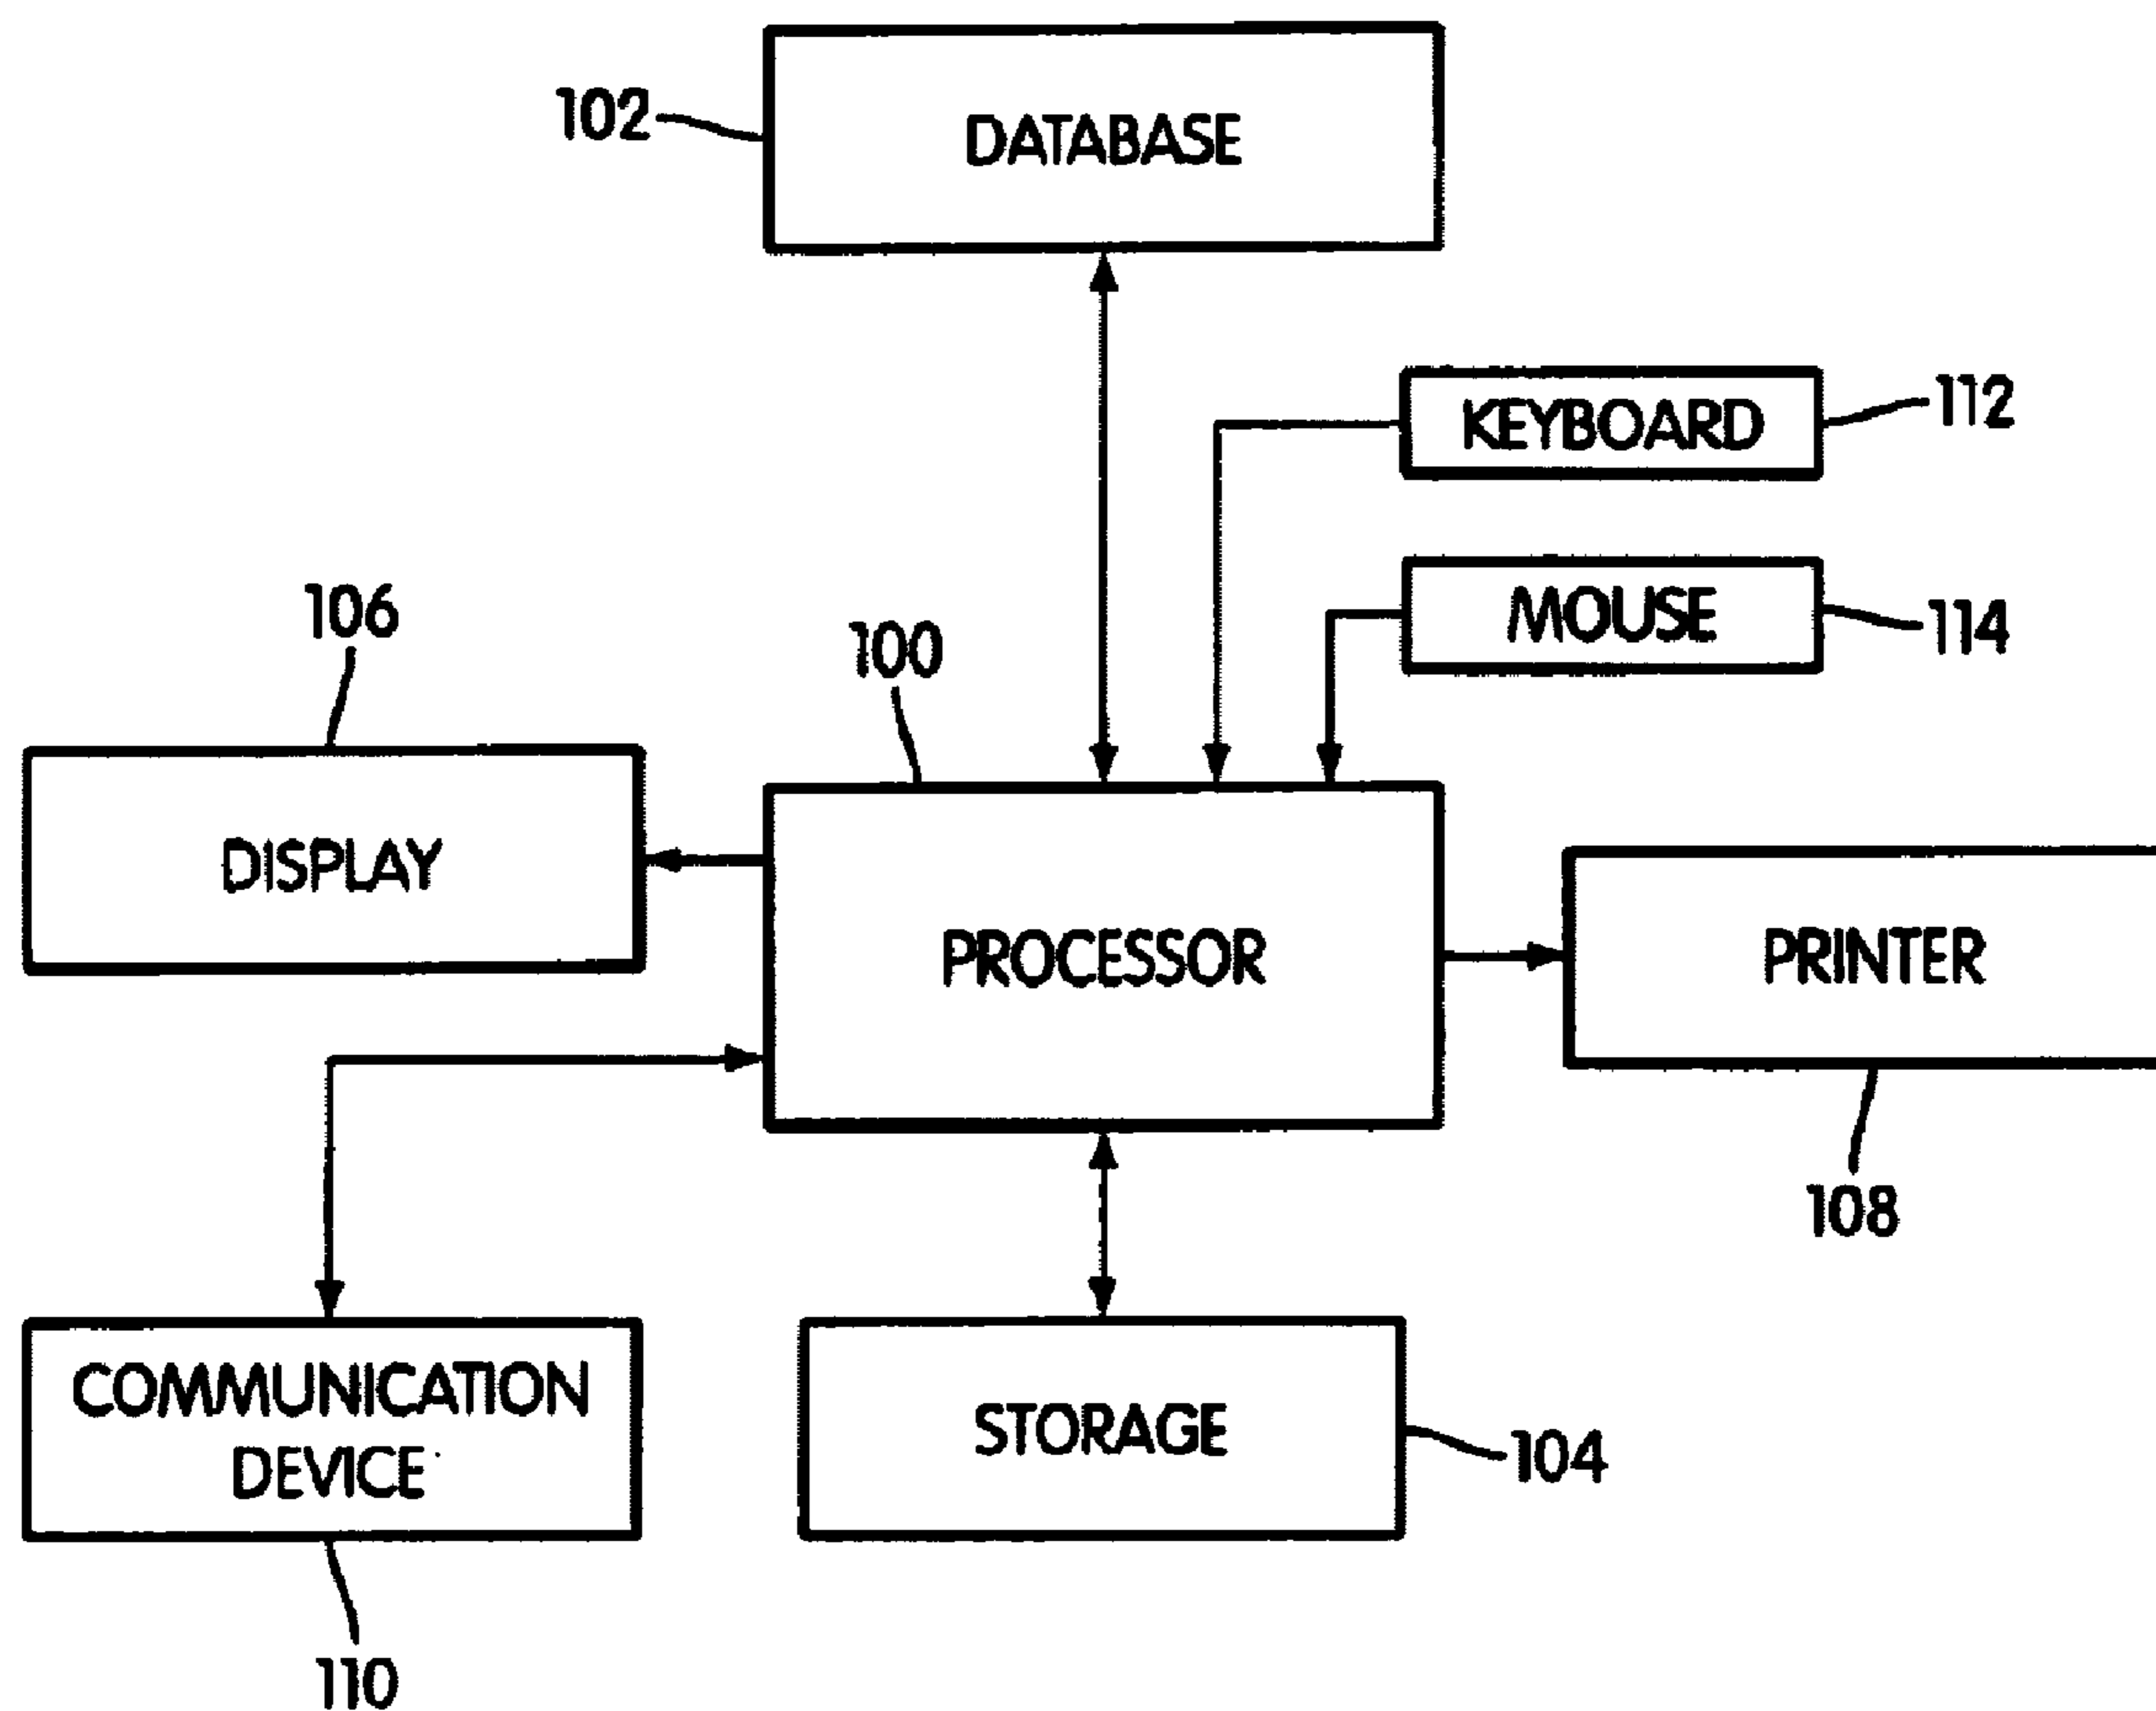 102
DATABASE
KEYBOARD
112
MOUSE
114
106
100
DISPLAY
PROCESSOR
PRINTER
108
COMMUNICATION
DEVICE
STORAGE
104
110